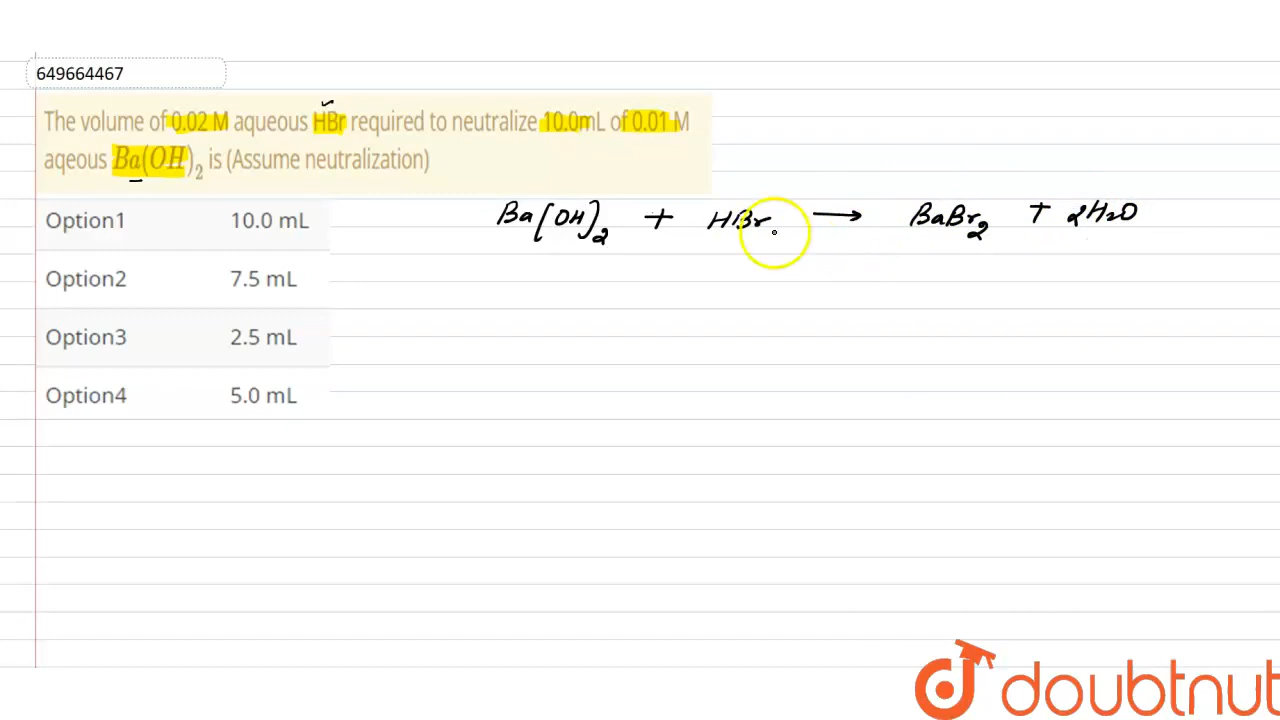 649664467
The volume of 0.02 M aqueous HBr required to neutralize 10.0mL of 0.01 M
aqeous Ba(OH)₂ is (Assume neutralization)
Ba(OH)₂ + HBr ⟶ BaBr₂ + 2H₂O
Option1 10.0 mL
Option2 7.5 mL
Option3 2.5 mL
Option4 5.0 mL
doubtnut